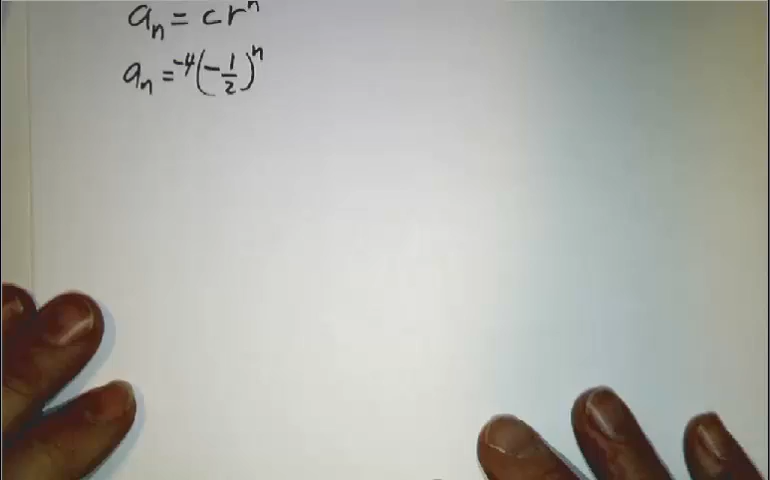 aₙ = crⁿ
aₙ = -4(-1/2)ⁿ